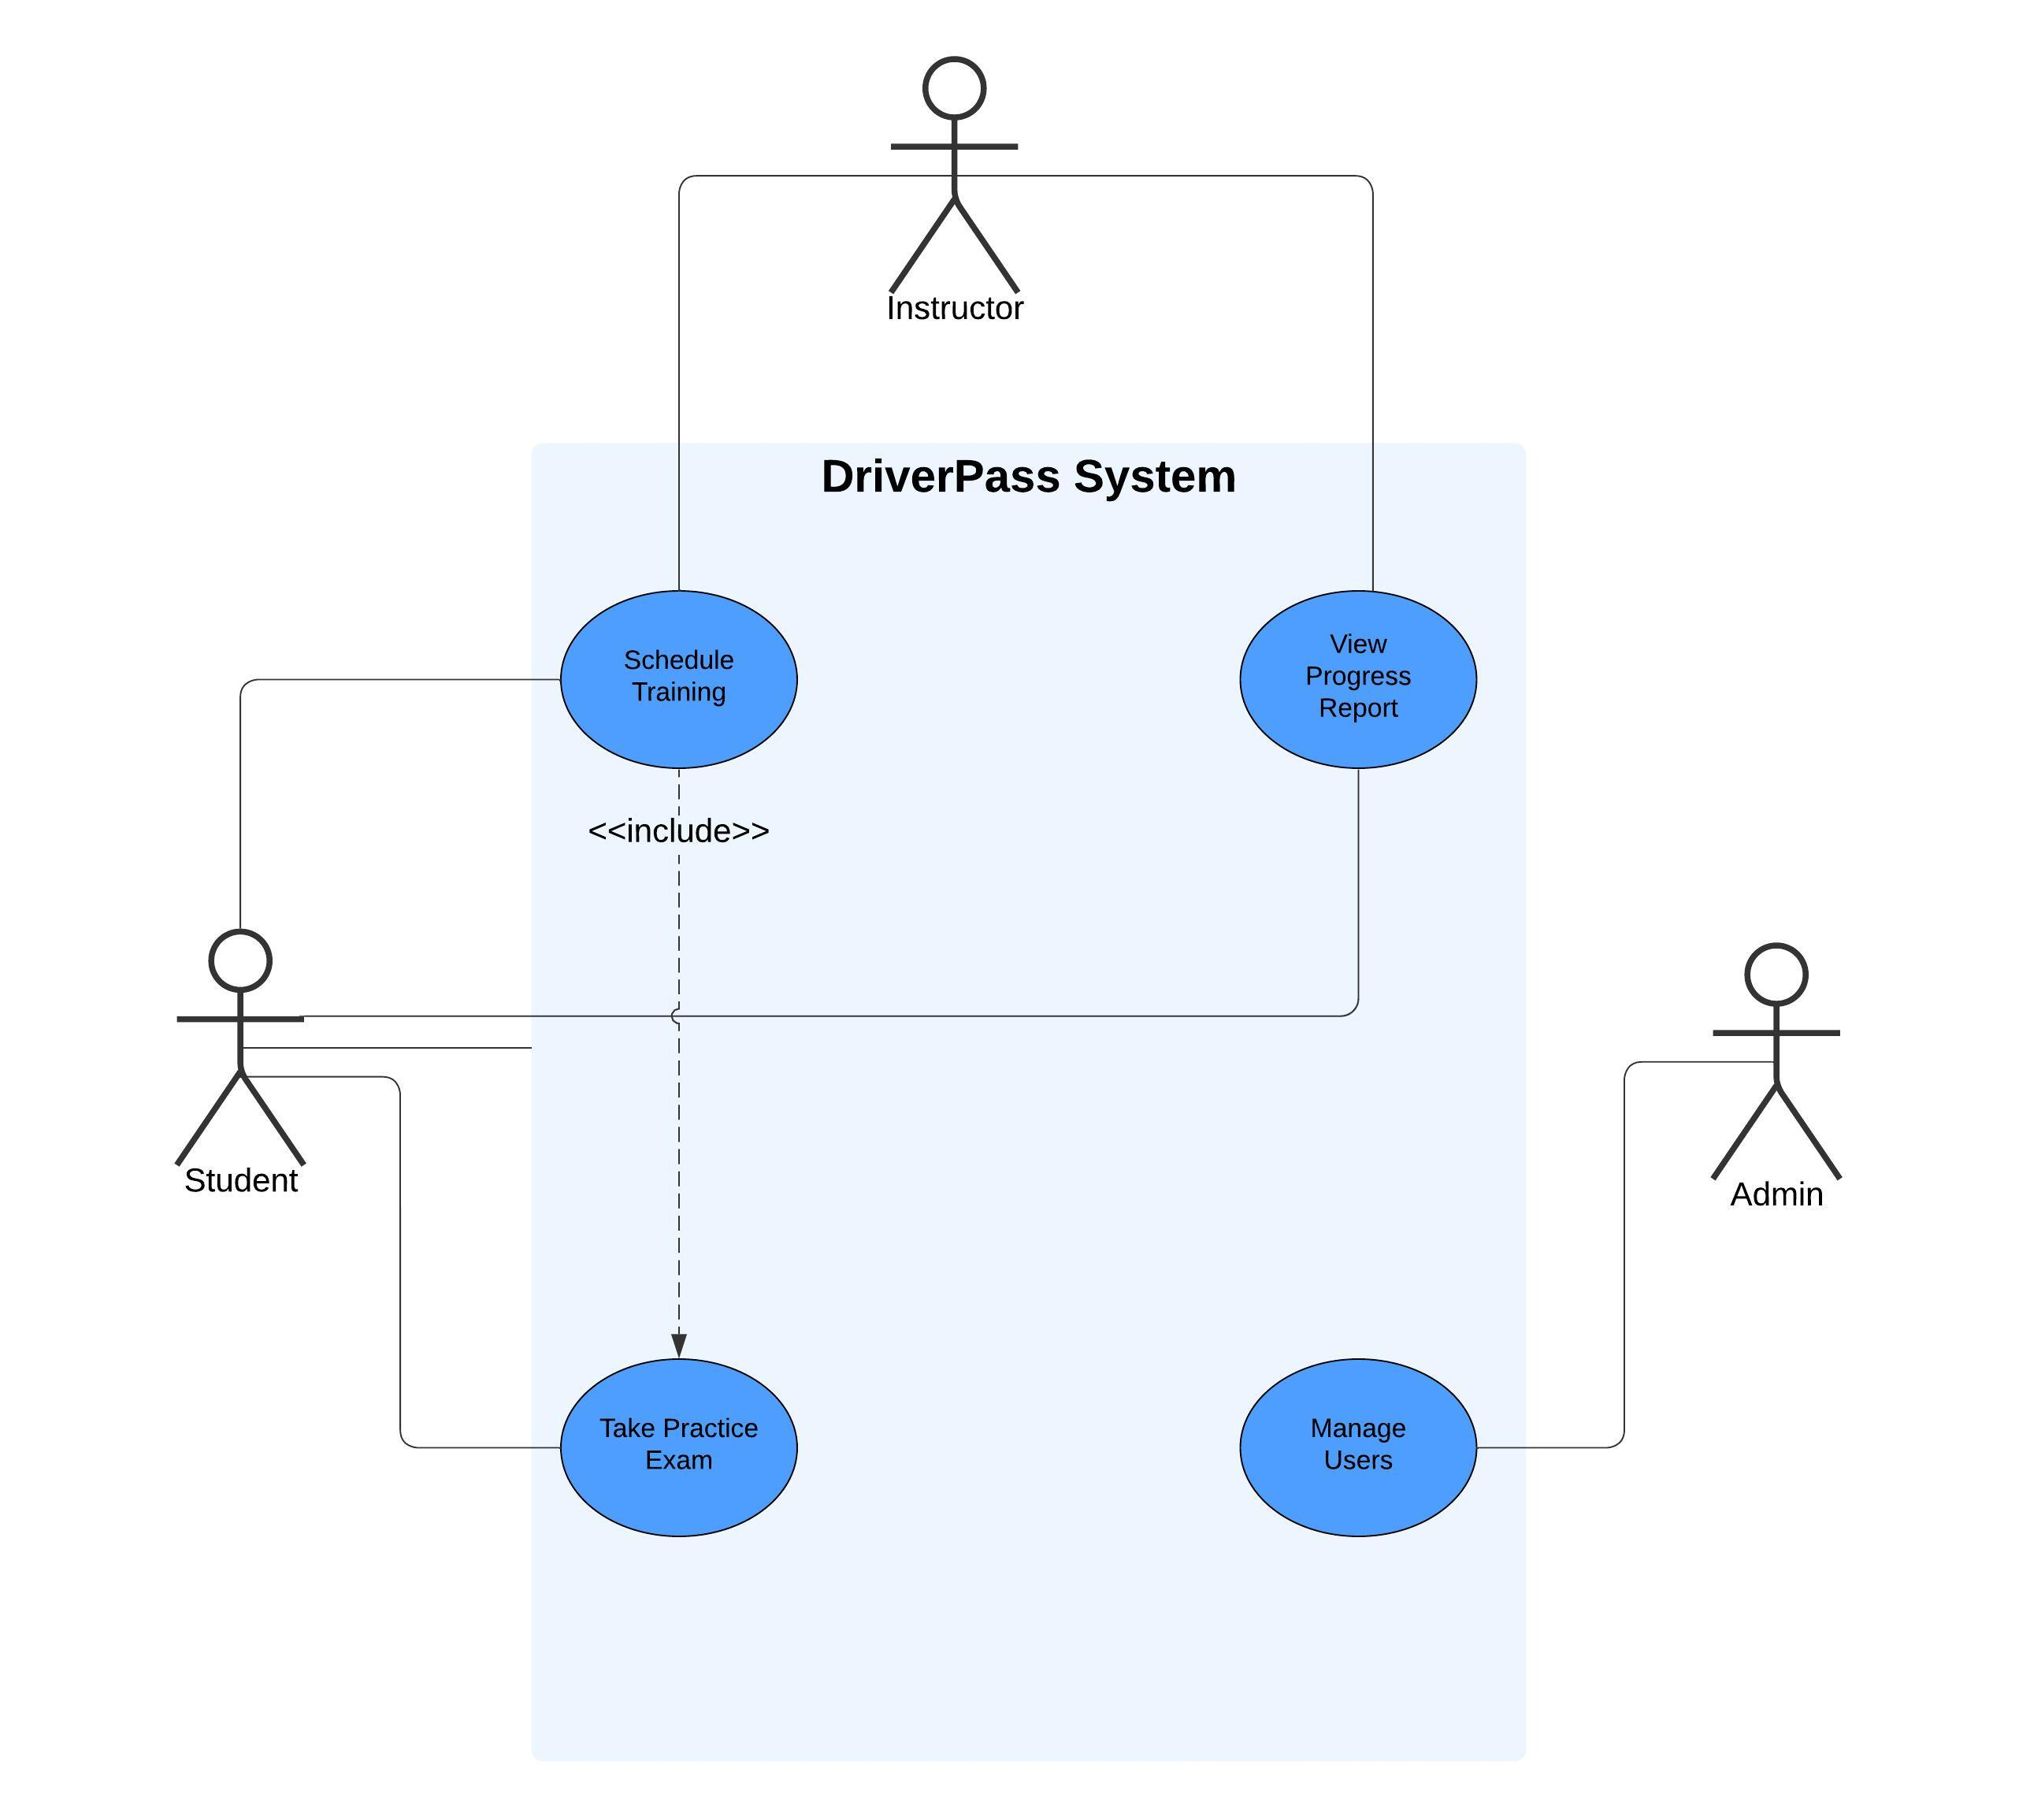 Instructor
DriverPass System
Schedule
Training
View
Progress
Report
<<include>>
Student
Admin
Take Practice
Exam
Manage
Users